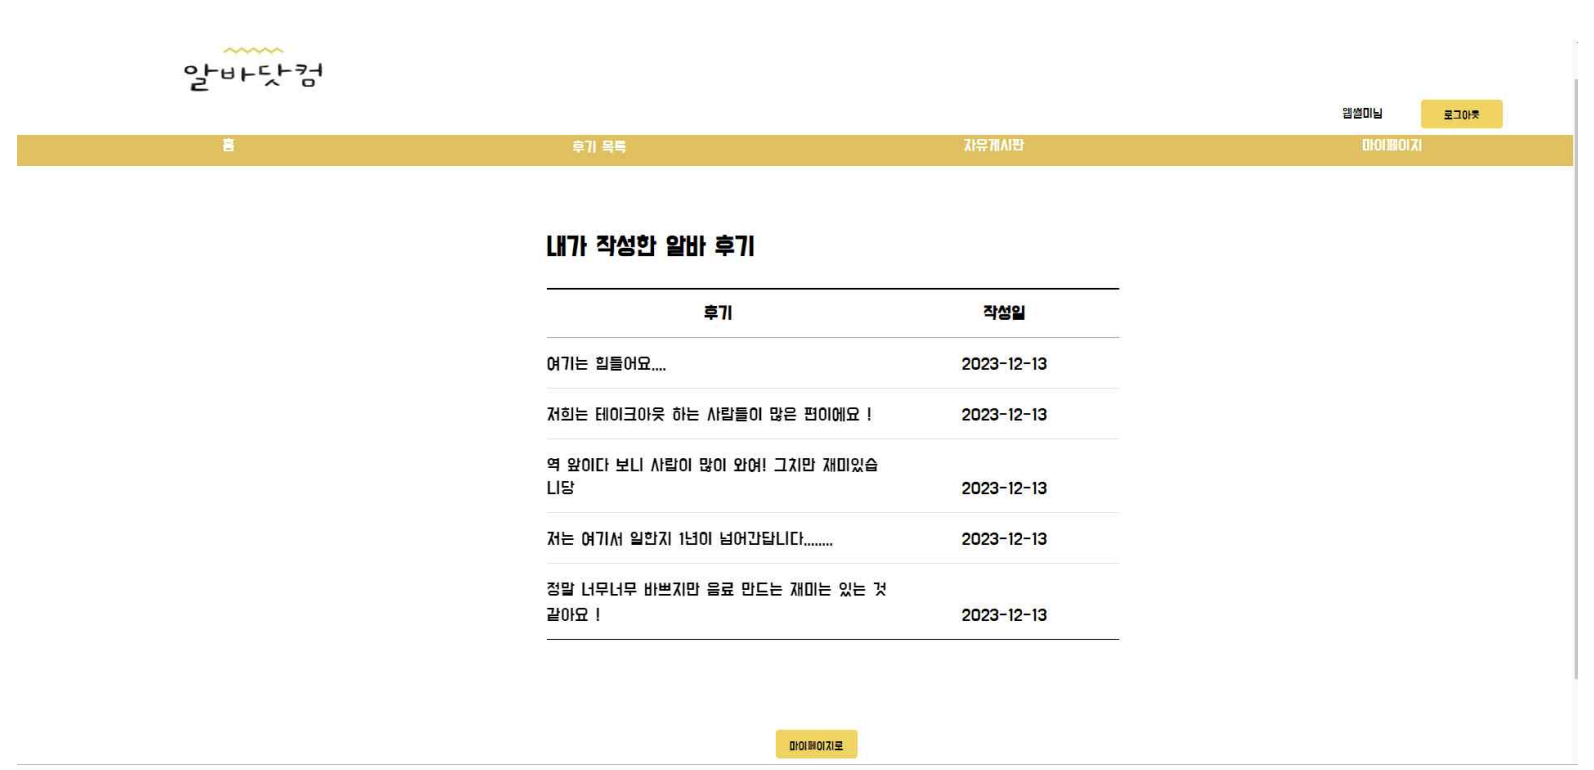 알바닷컴
웹쓸미님 로그아웃
홈 후기 목록 자유게시판 마이페이지
내가 작성한 알바 후기
후기 작성일
여기는 힘들어요.... 2023-12-13
저희는 테이크아웃 하는 사람들이 많은 편이에요 ! 2023-12-13
역 앞이다 보니 사람이 많이 와여! 그치만 재미있습
니당 2023-12-13
저는 여기서 일한지 1년이 넘어간답니다........ 2023-12-13
정말 너무너무 바쁘지만 음료 만드는 재미는 있는 것
같아요 ! 2023-12-13
마이페이지로